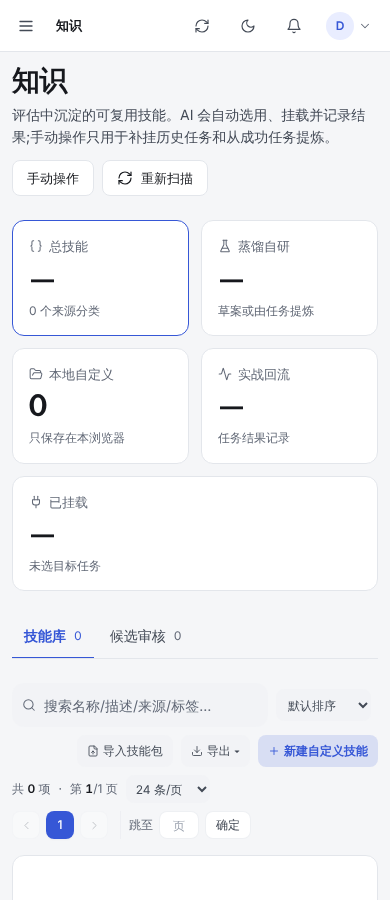 知识
D
知识
评估中沉淀的可复用技能。AI 会自动选用、挂载并记录结
果;手动操作只用于补挂历史任务和从成功任务提炼。
手动操作
重新扫描
总技能
—
0 个来源分类
蒸馏自研
—
草案或由任务提炼
本地自定义
0
只保存在本浏览器
实战回流
—
任务结果记录
已挂载
—
未选目标任务
技能库 0
候选审核 0
搜索名称/描述/来源/标签...
默认排序
导入技能包
导出
新建自定义技能
共 0 项 · 第 1/1 页
24 条/页
1
跳至
页
确定